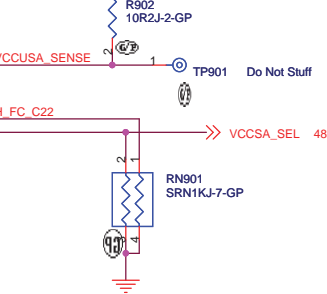 R902
10R2J-2-GP
2
G/P
VCCUSA_SENSE
1
TP901 Do Not Stuff
G/P
H_FC_C22
VCCSA_SEL 48
2 1
RN901
SRN1KJ-7-GP
3 4